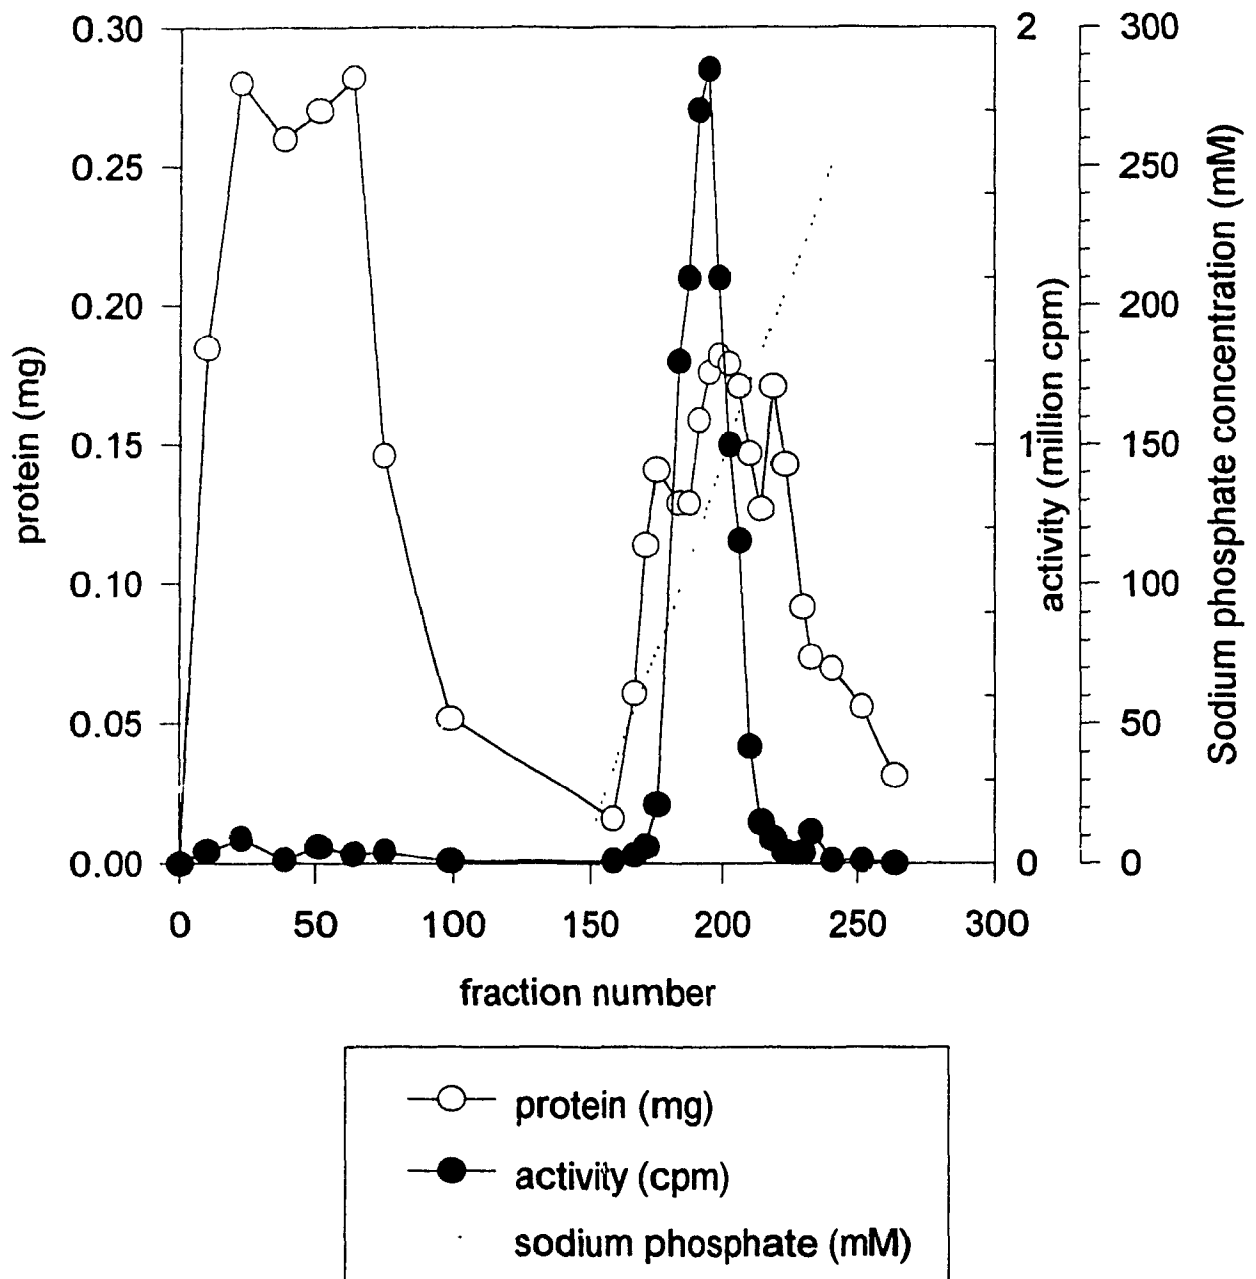 0.30
0.25
0.20
0.15
0.10
0.05
0.00
protein (mg)
0 50 100 150 200 250 300
fraction number
2
1
0
activity (million cpm)
300
250
200
150
100
50
0
Sodium phosphate concentration (mM)
protein (mg)
activity (cpm)
sodium phosphate (mM)